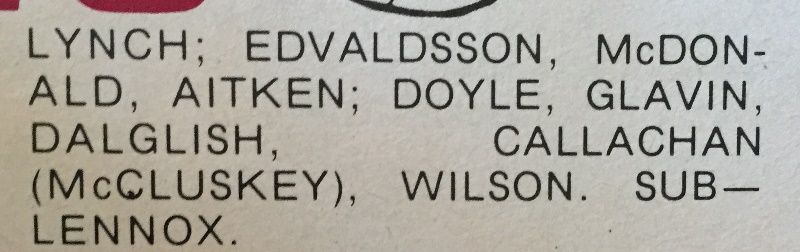 LYNCH; EDVALDSSON, McDON-
ALD, AITKEN; DOYLE, GLAVIN,
DALGLISH, CALLACHAN
(McCLUSKEY), WILSON. SUB—
LENNOX.